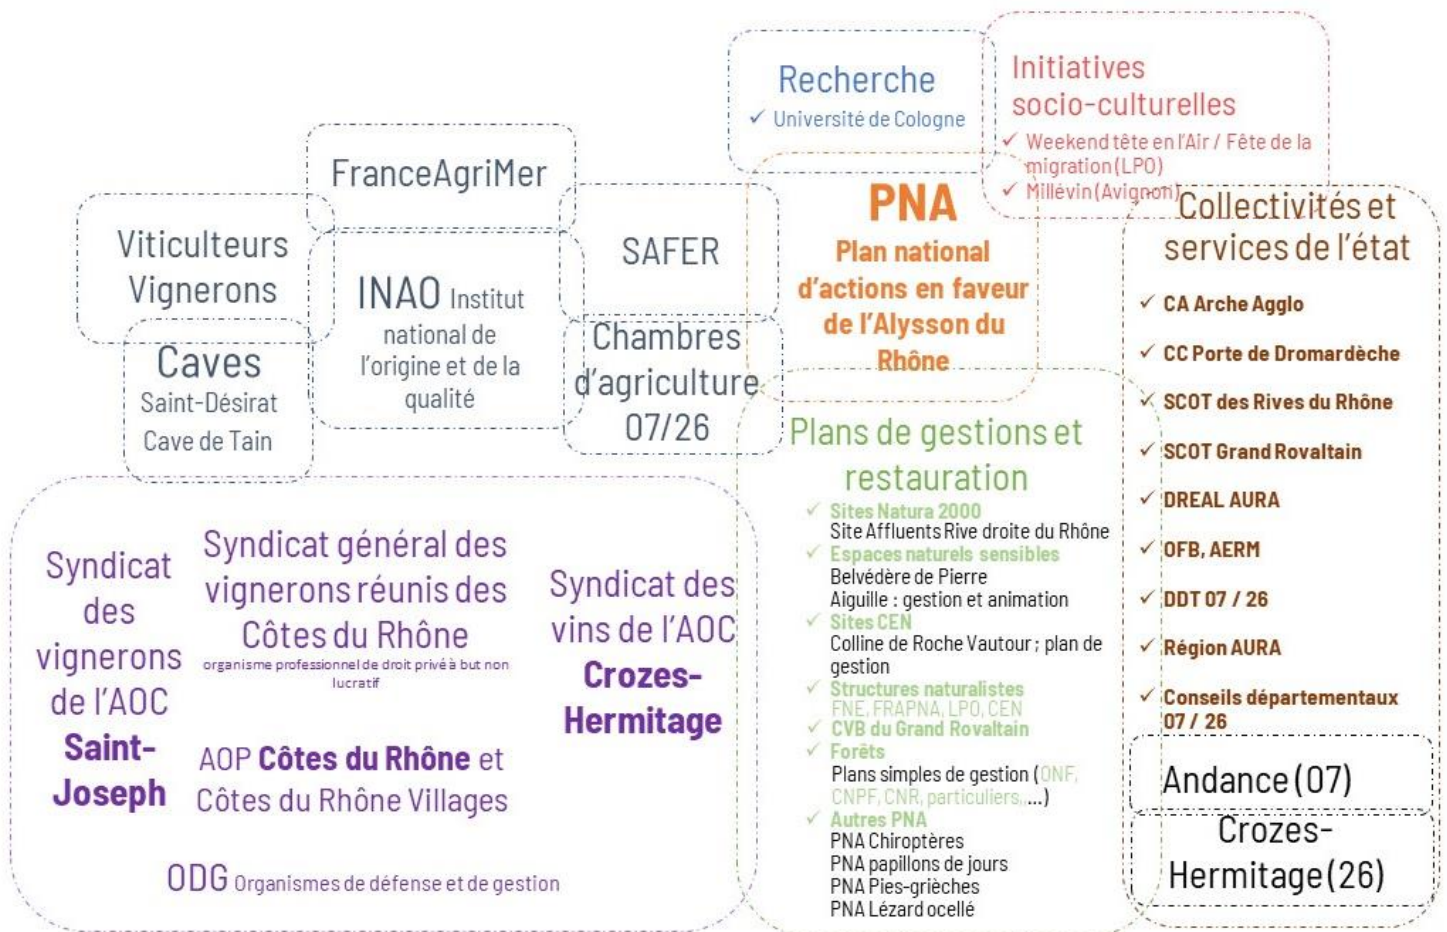 Recherche
✓ Université de Cologne
Initiatives
socio-culturelles
✓ Weekend tête en l'Air / Fête de la
migration (LPO)
✓ Millévin (Avignon)
FranceAgriMer
Viticulteurs
Vignerons
INAO Institut
national de
l'origine et de la
qualité
SAFER
Caves
Saint-Désirat
Cave de Tain
Chambres
d'agriculture
07/26
PNA
Plan national
d'actions en faveur
de l'Alysson du
Rhône
Collectivités et
services de l'état
✓ CA Arche Agglo
✓ CC Porte de Dromardèche
✓ SCOT des Rives du Rhône
✓ SCOT Grand Rovaltain
✓ DREAL AURA
✓ OFB, AERM
✓ DDT 07 / 26
✓ Région AURA
✓ Conseils départementaux
07 / 26
Andance (07)
Crozes-
Hermitage (26)
Plans de gestions et
restauration
✓ Sites Natura 2000
Site Affluents Rive droite du Rhône
✓ Espaces naturels sensibles
Belvédère de Pierre
Aiguille : gestion et animation
✓ Sites CEN
Colline de Roche Vautour ; plan de
gestion
✓ Structures naturalistes
FNE, FRAPNA, LPO, CEN
✓ CVB du Grand Rovaltain
✓ Forêts
Plans simples de gestion (ONF,
CNPF, CNR, particuliers,...)
✓ Autres PNA
PNA Chiroptères
PNA papillons de jours
PNA Pies-grièches
PNA Lézard ocellé
Syndicat
des
vignerons
de l'AOC
Saint-
Joseph
Syndicat général des
vignerons réunis des
Côtes du Rhône
organisme professionnel de droit privé à but non
lucratif
AOP Côtes du Rhône et
Côtes du Rhône Villages
Syndicat des
vins de l'AOC
Crozes-
Hermitage
ODG Organismes de défense et de gestion